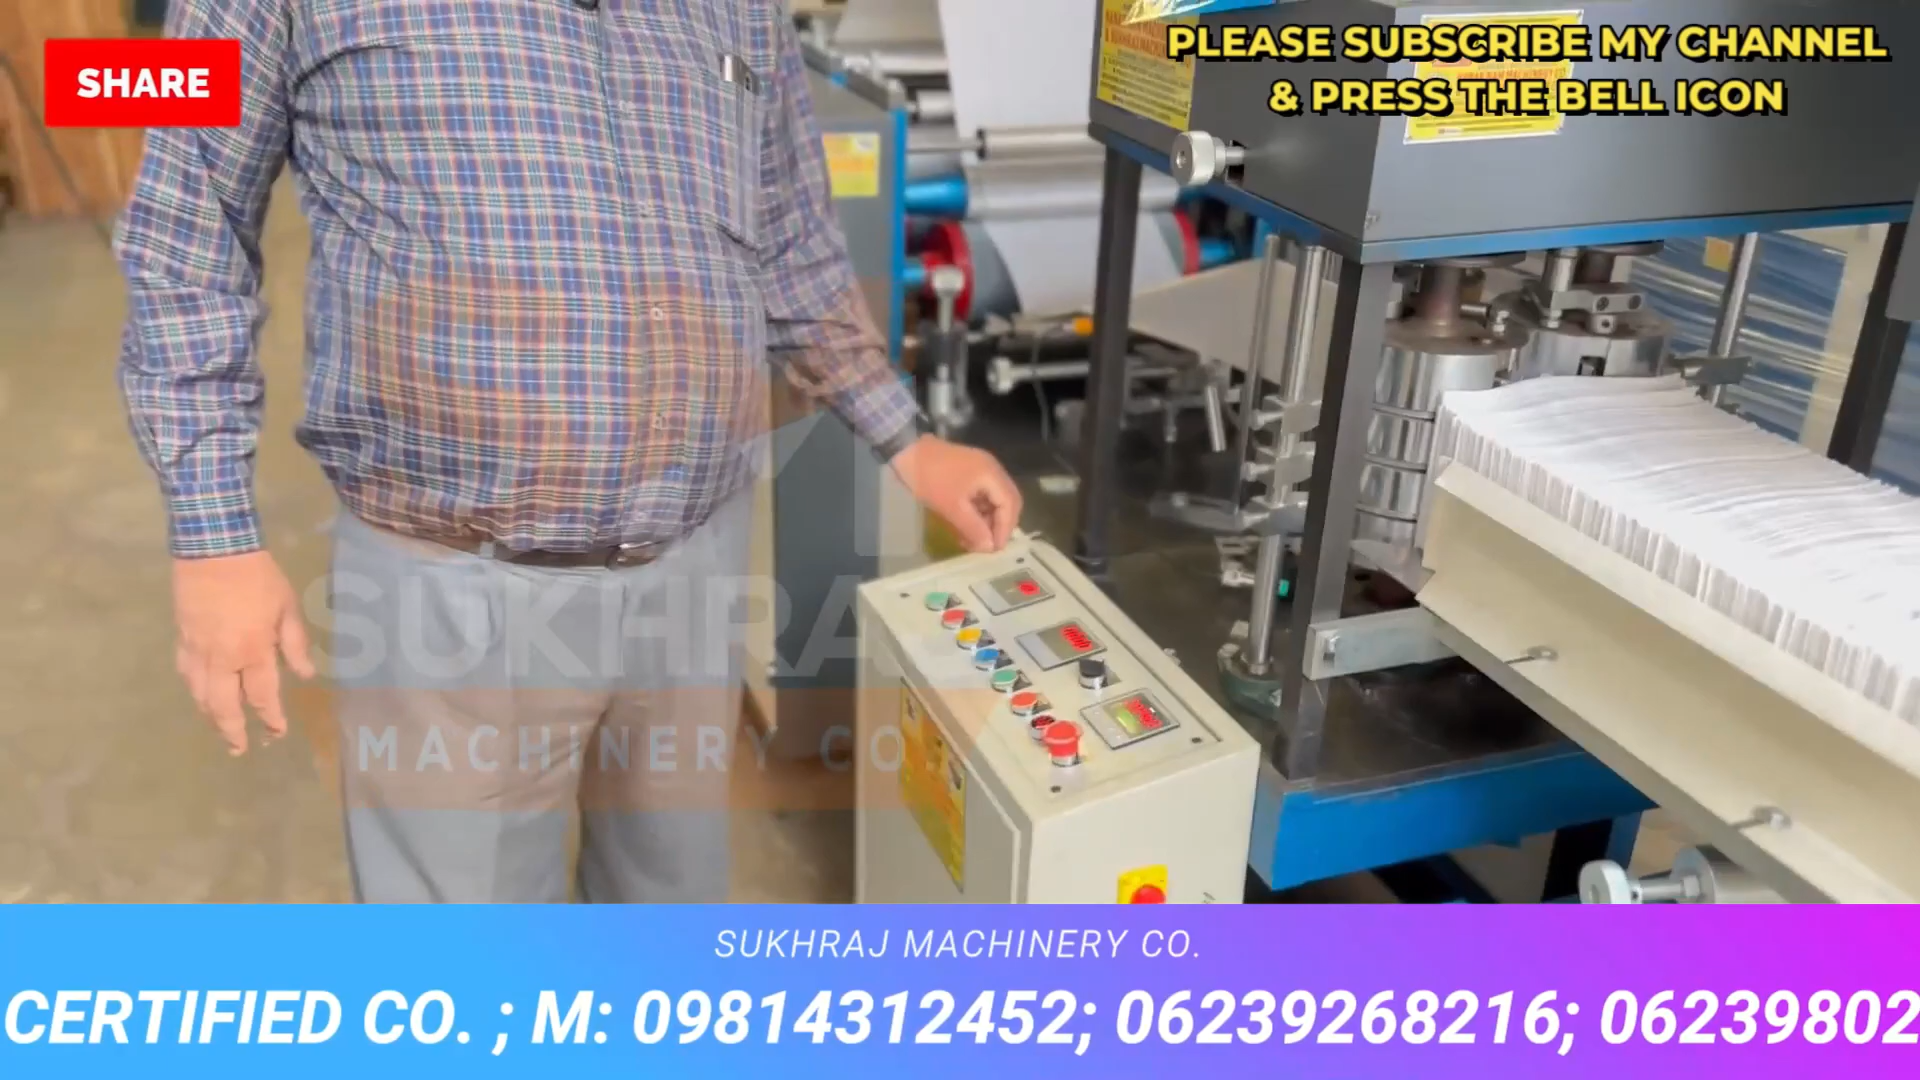 SHARE
PLEASE SUBSCRIBE MY CHANNEL
& PRESS THE BELL ICON
SUKHRAJ
MACHINERY CO.
SUKHRAJ MACHINERY CO.
CERTIFIED CO. ; M: 09814312452; 06239268216; 06239802